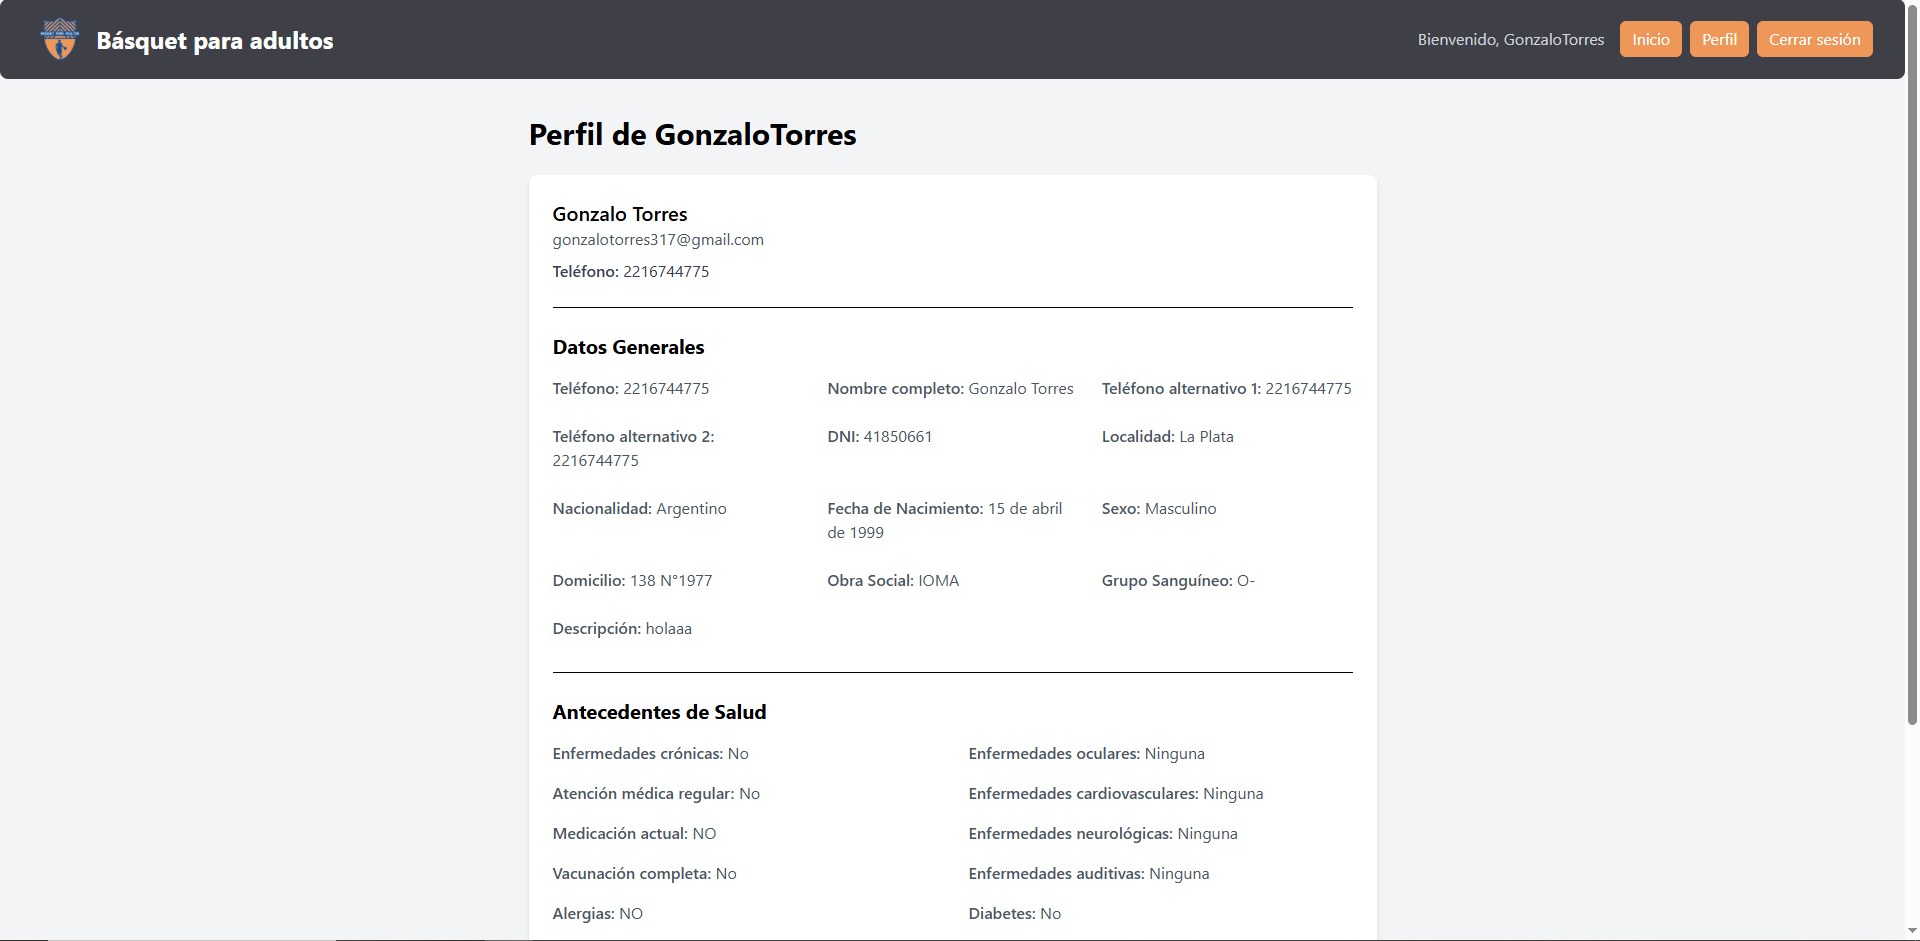 BASQUET PARA ADULTOS
Básquet para adultos
Bienvenido, GonzaloTorres
Inicio
Perfil
Cerrar sesión
Perfil de GonzaloTorres
Gonzalo Torres
gonzalotorres317@gmail.com
Teléfono: 2216744775
Datos Generales
Teléfono: 2216744775
Nombre completo: Gonzalo Torres
Teléfono alternativo 1: 2216744775
Teléfono alternativo 2:
2216744775
DNI: 41850661
Localidad: La Plata
Nacionalidad: Argentino
Fecha de Nacimiento: 15 de abril
de 1999
Sexo: Masculino
Domicilio: 138 N°1977
Obra Social: IOMA
Grupo Sanguíneo: O-
Descripción: holaaa
Antecedentes de Salud
Enfermedades crónicas: No
Enfermedades oculares: Ninguna
Atención médica regular: No
Enfermedades cardiovasculares: Ninguna
Medicación actual: NO
Enfermedades neurológicas: Ninguna
Vacunación completa: No
Enfermedades auditivas: Ninguna
Alergias: NO
Diabetes: No